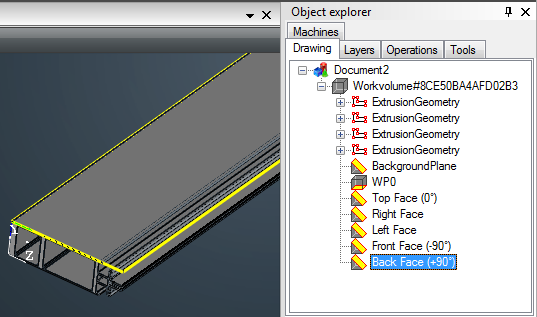 Object explorer
Machines
Drawing Layers Operations Tools
Document2
Workvolume#8CE50BA4AFD02B3
ExtrusionGeometry
ExtrusionGeometry
ExtrusionGeometry
ExtrusionGeometry
BackgroundPlane
WP0
Top Face (0°)
Right Face
Left Face
Front Face (-90°)
Back Face (+90°)
Z